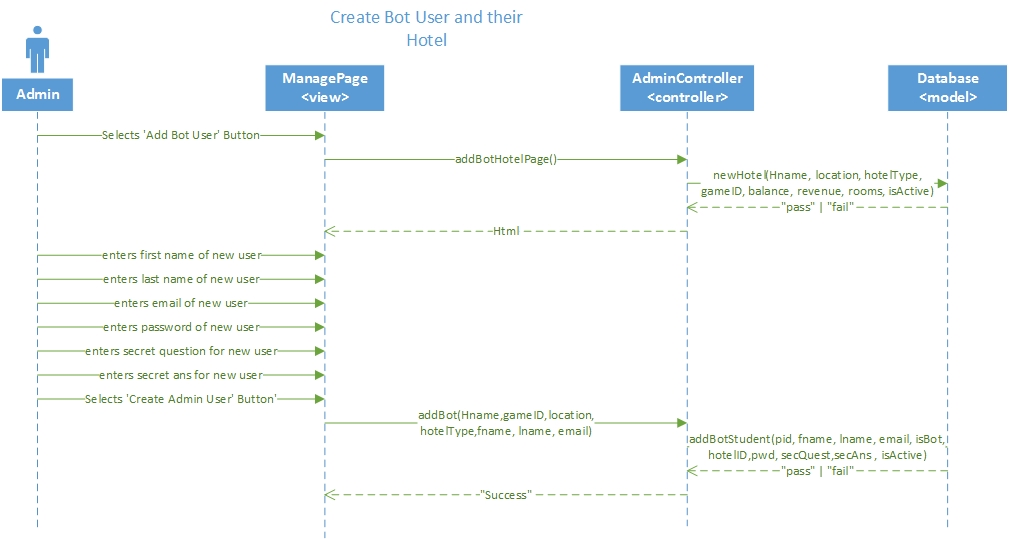 Create Bot User and their
Hotel
Admin
ManagePage
<view>
AdminController
<controller>
Database
<model>
Selects 'Add Bot User' Button
addBotHotelPage()
newHotel(Hname, location, hotelType,
gameID, balance, revenue, rooms, isActive)
"pass" | "fail"
Html
enters first name of new user
enters last name of new user
enters email of new user
enters password of new user
enters secret question for new user
enters secret ans for new user
Selects 'Create Admin User' Button'
addBot(Hname,gameID,location,
hotelType,fname, lname, email)
addBotStudent(pid, fname, lname, email, isBot,
hotelID,pwd, secQuest,secAns , isActive)
"pass" | "fail"
"Success"